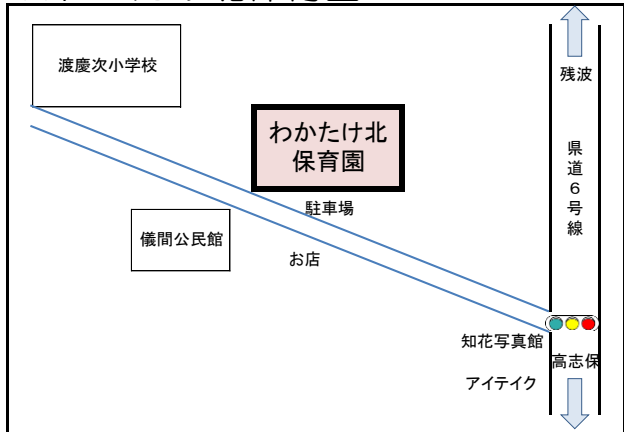 渡慶次小学校
残波
わかたけ北
保育園
県道６号線
駐車場
儀間公民館
お店
知花写真館
高志保
アイテイク